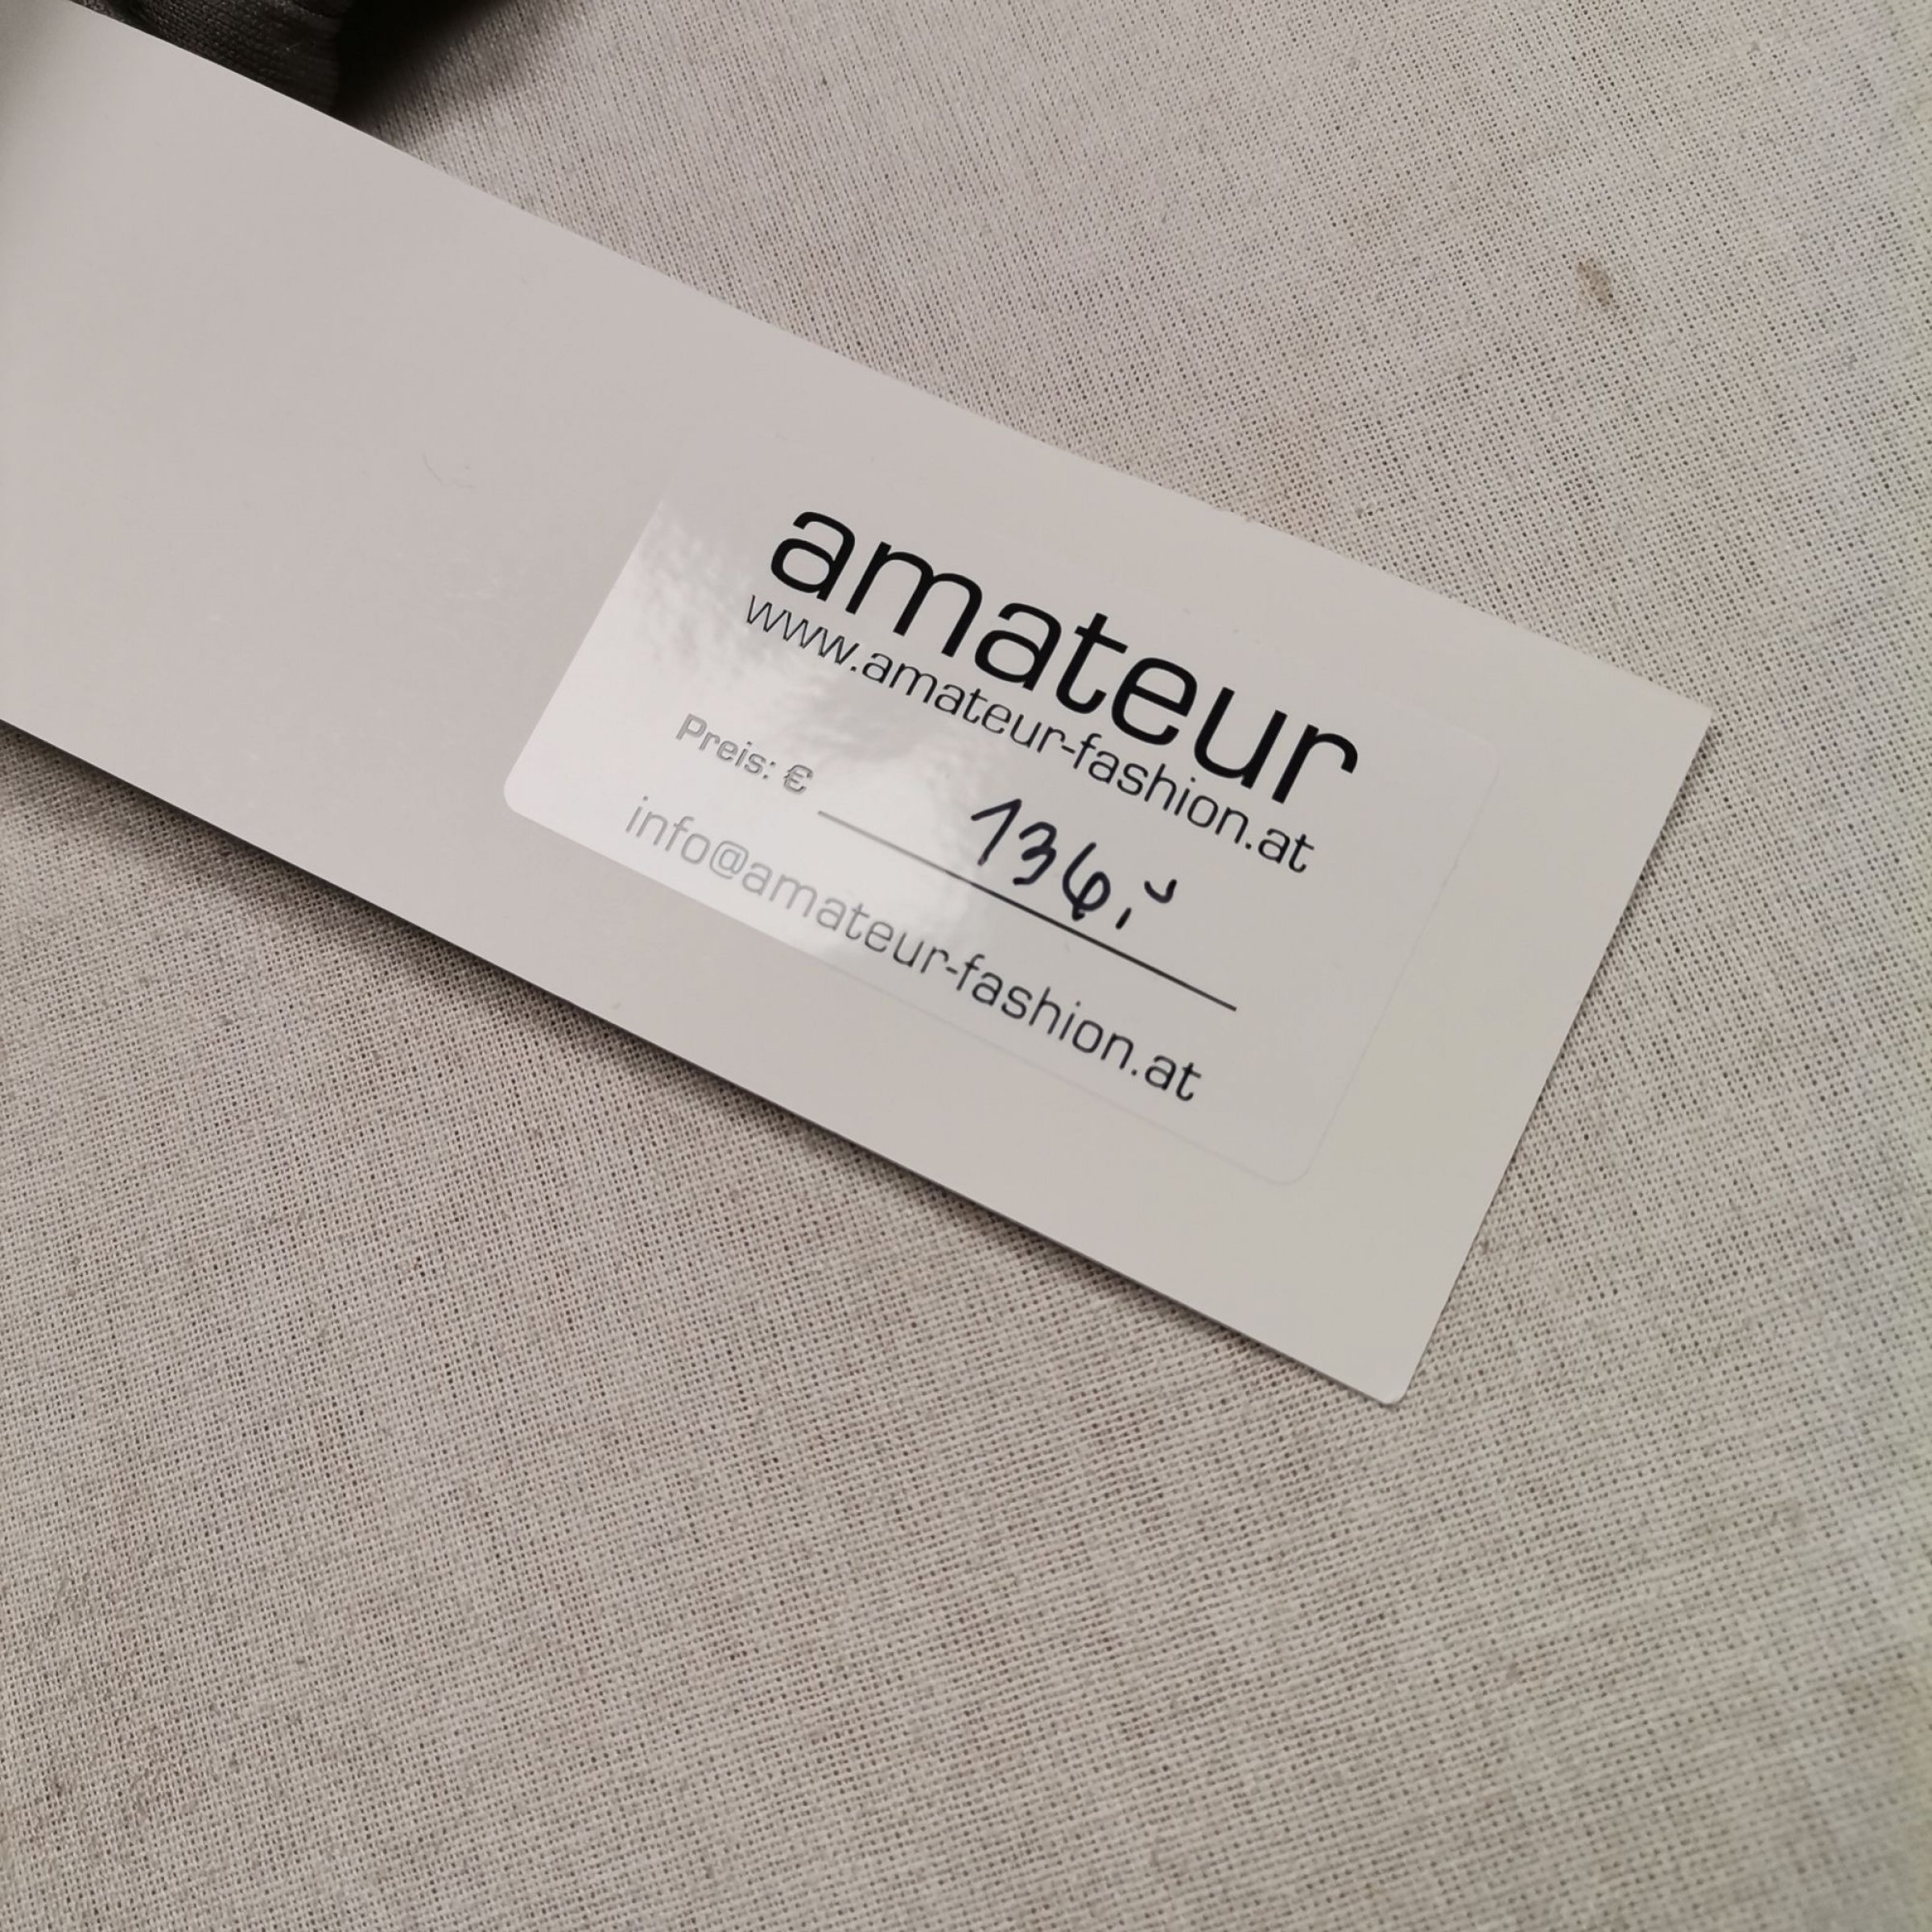 amateur
www.amateur-fashion.at
Preis: € 136,-
info@amateur-fashion.at